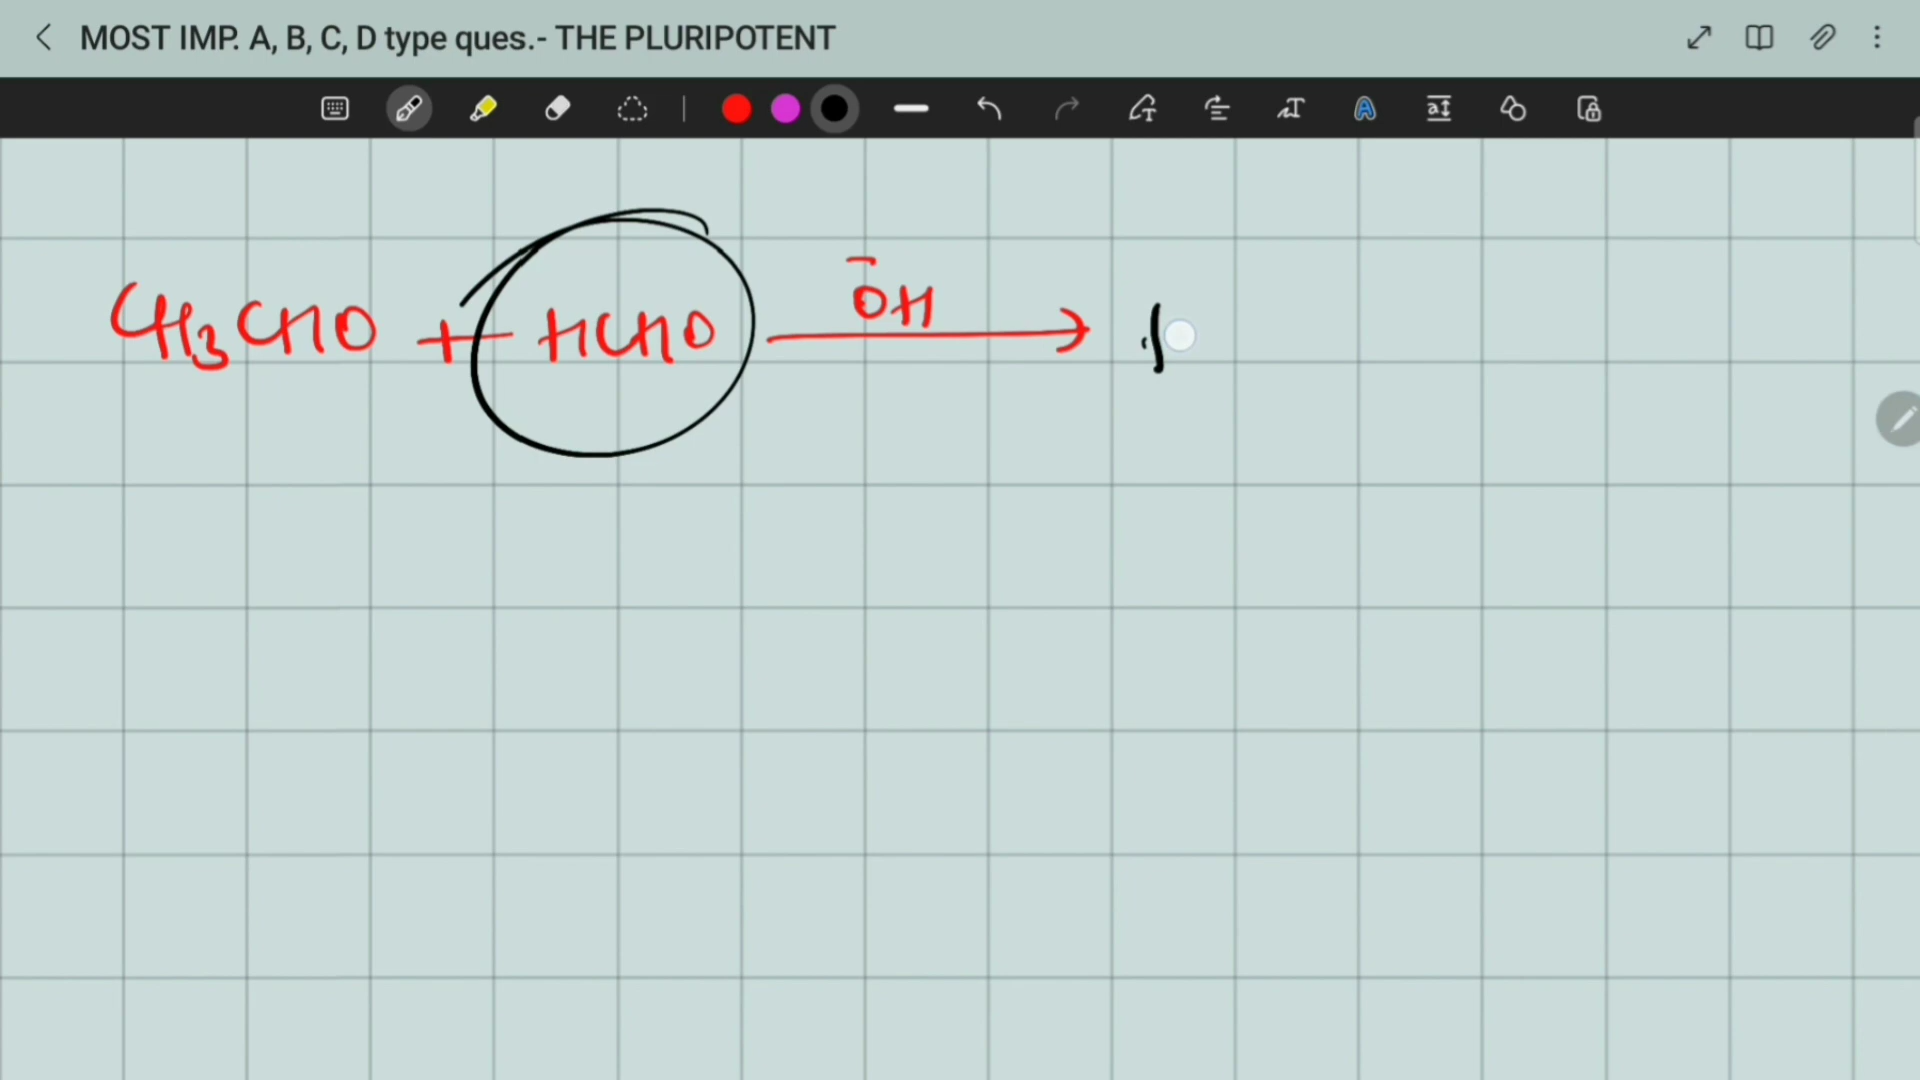 MOST IMP. A, B, C, D type ques.- THE PLURIPOTENT
CH₃CHO + HCHO ⁻OH →